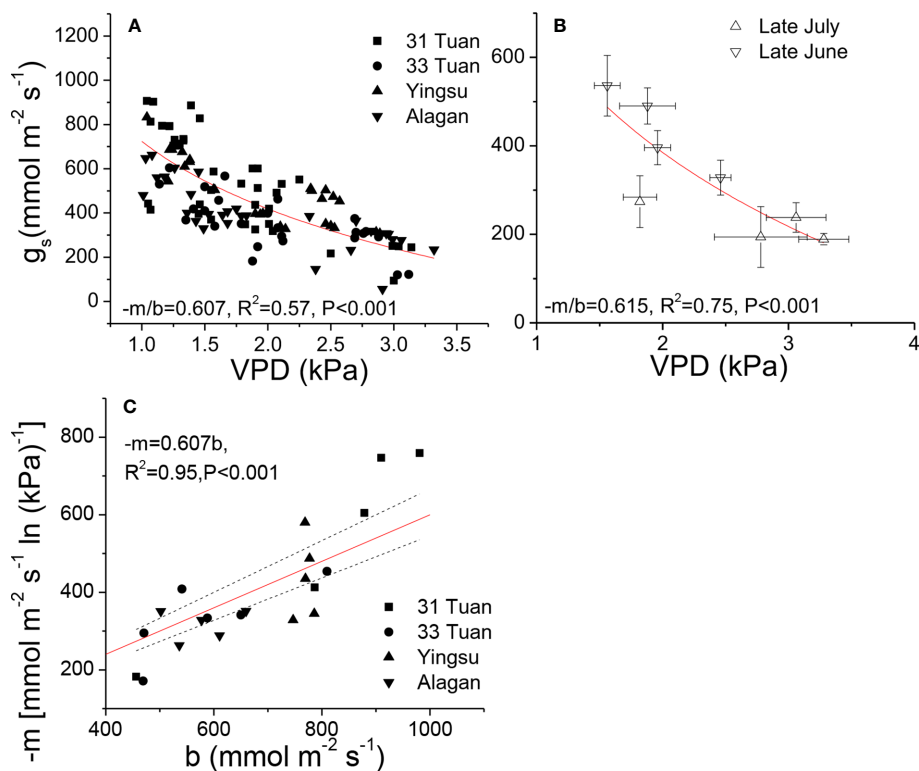 A
31 Tuan
33 Tuan
Yingsu
Alagan
1200
1000
800
600
400
200
0
g_s(mmol m^-2 s^-1)
-m/b=0.607, R^2=0.57, P<0.001
1.0 1.5 2.0 2.5 3.0 3.5
VPD (kPa)
B
Late July
Late June
600
400
200
0
-m/b=0.615, R^2=0.75, P<0.001
1 2 3 4
VPD (kPa)
C
-m=0.607b,
R^2=0.95,P<0.001
800
600
400
200
-m [mmol m^-2 s^-1 ln (kPa)^-1]
31 Tuan
33 Tuan
Yingsu
Alagan
400 600 800 1000
b (mmol m^-2 s^-1)